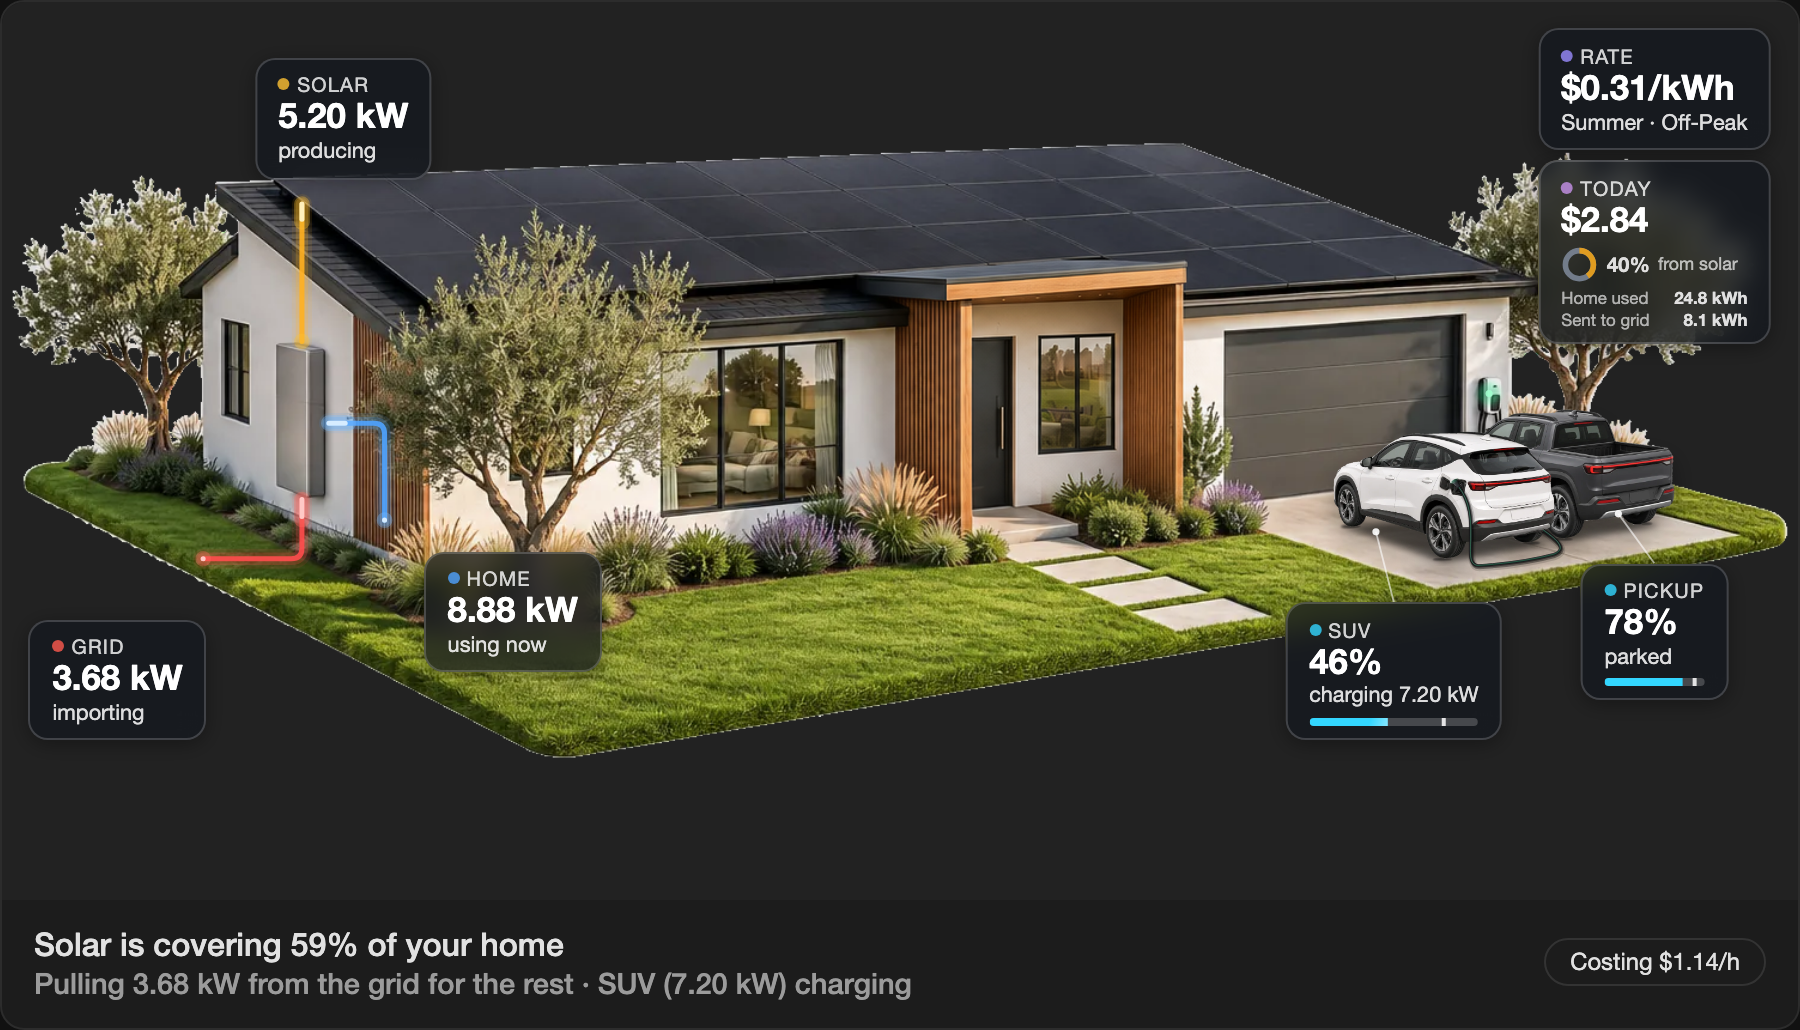 SOLAR
5.20 kW
producing
RATE
$0.31/kWh
Summer · Off-Peak
TODAY
$2.84
40% from solar
Home used 24.8 kWh
Sent to grid 8.1 kWh
HOME
8.88 kW
using now
GRID
3.68 kW
importing
SUV
46%
charging 7.20 kW
PICKUP
78%
parked
Solar is covering 59% of your home
Pulling 3.68 kW from the grid for the rest · SUV (7.20 kW) charging
Costing $1.14/h